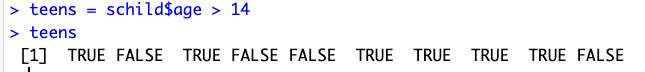 > teens = schild$age > 14
> teens
[1] TRUE FALSE TRUE FALSE FALSE TRUE TRUE TRUE TRUE FALSE